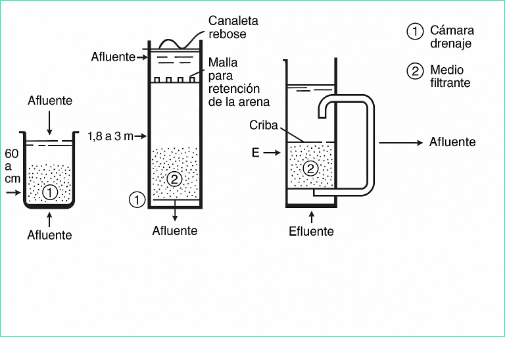 Afluente
60
a
cm
1
Afluente
Canaleta
rebose
Afluente
Malla
para
retención
de la arena
1,8 a 3 m
2
1
Afluente
Criba
E
2
Efluente
Afluente
1 Cámara
drenaje
2 Medio
filtrante